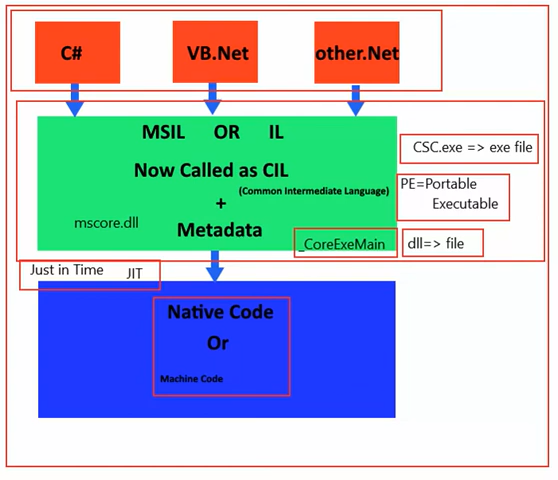 C#
VB.Net
other.Net
MSIL OR IL
Now Called as CIL
(Common Intermediate Language)
+
Metadata
mscore.dll
_CoreExeMain
CSC.exe => exe file
PE=Portable
Executable
dll=> file
Just in Time JIT
Native Code
Or
Machine Code